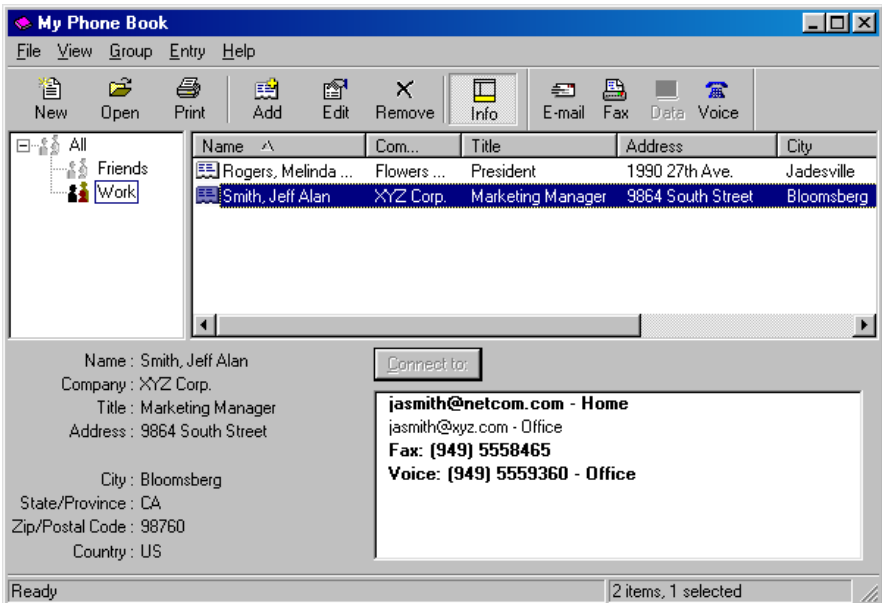 My Phone Book
File View Group Entry Help
New Open Print Add Edit Remove Info E-mail Fax Data Voice
All
Friends
Work
Name Com... Title Address City
Rogers, Melinda ... Flowers ... President 1990 27th Ave. Jadesville
Smith, Jeff Alan XYZ Corp. Marketing Manager 9864 South Street Bloomsberg
Name : Smith, Jeff Alan
Company : XYZ Corp.
Title : Marketing Manager
Address : 9864 South Street
City : Bloomsberg
State/Province : CA
Zip/Postal Code : 98760
Country : US
Connect to:
jasmith@netcom.com - Home
jasmith@xyz.com - Office
Fax: (949) 5558465
Voice: (949) 5559360 - Office
Ready
2 items, 1 selected